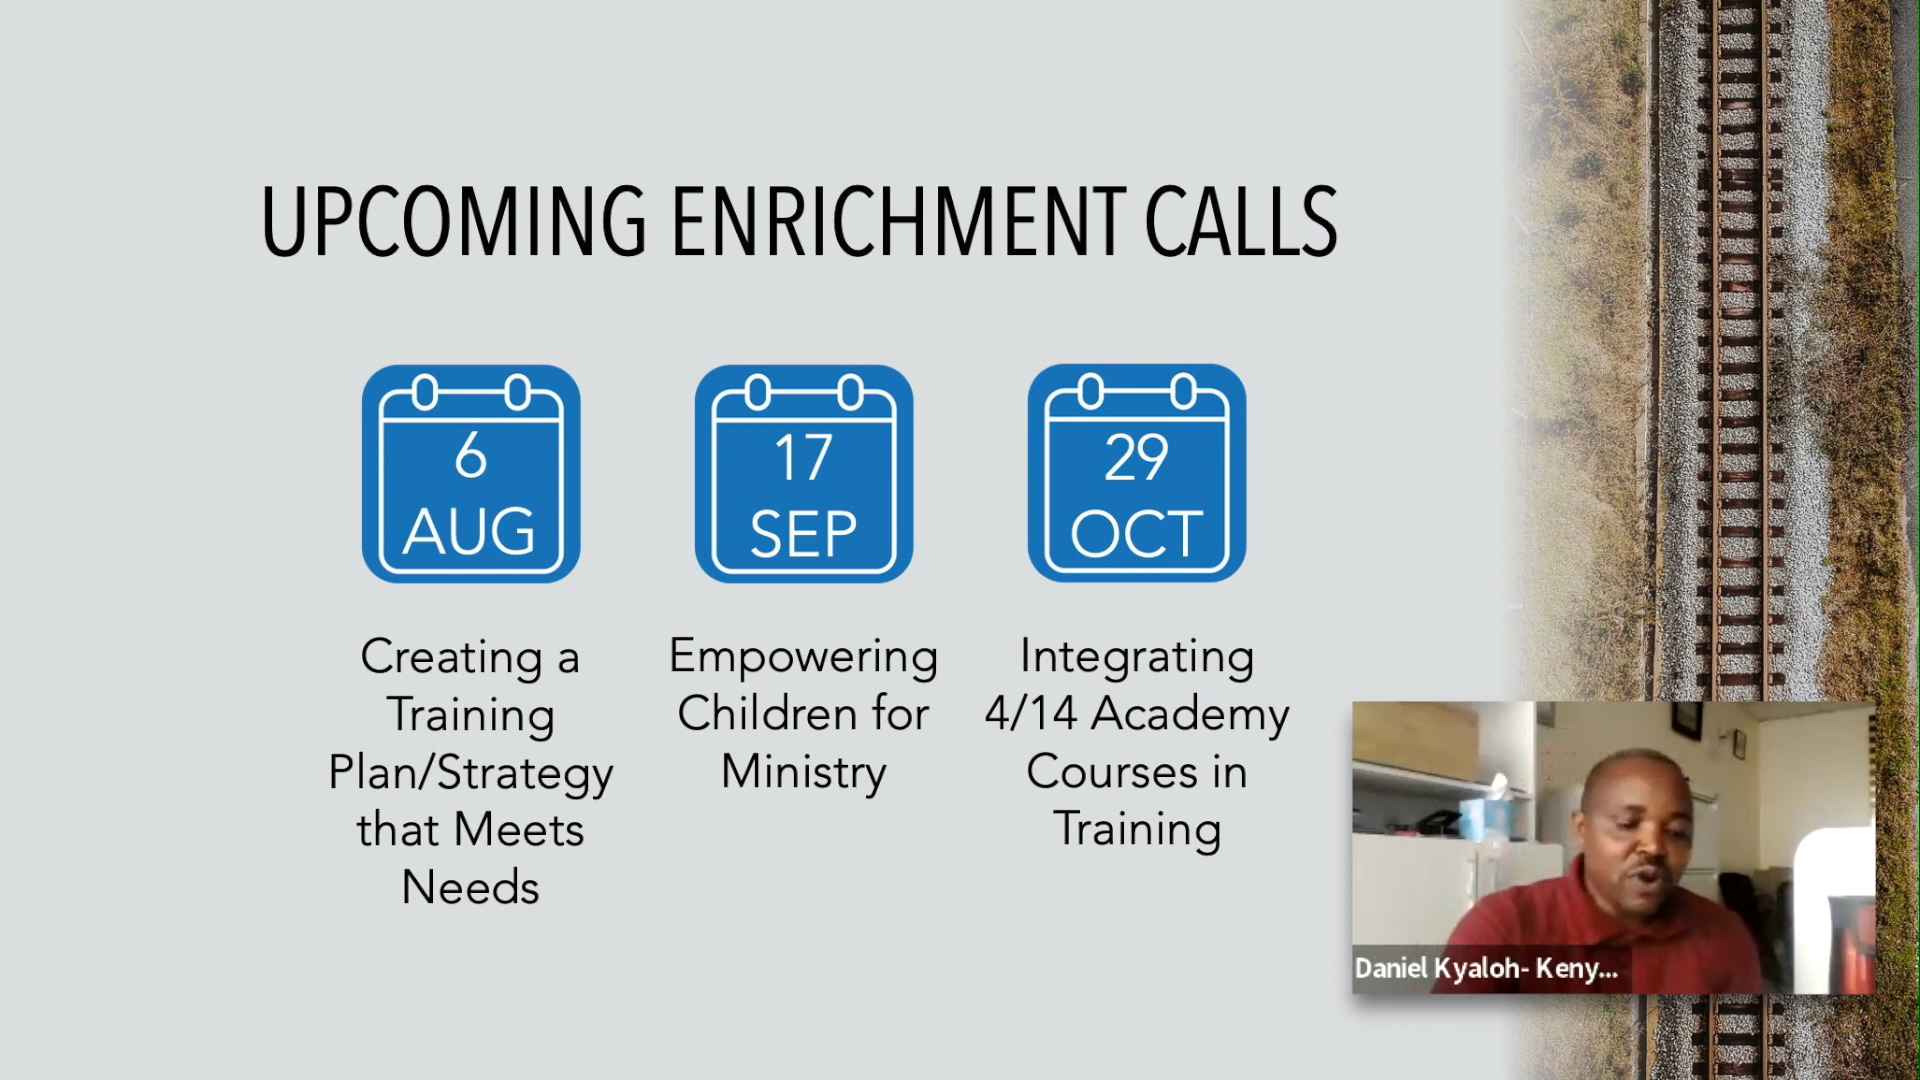 UPCOMING ENRICHMENT CALLS
6
AUG
Creating a
Training
Plan/Strategy
that Meets
Needs
17
SEP
Empowering
Children for
Ministry
29
OCT
Integrating
4/14 Academy
Courses in
Training
Daniel Kyaloh- Keny...